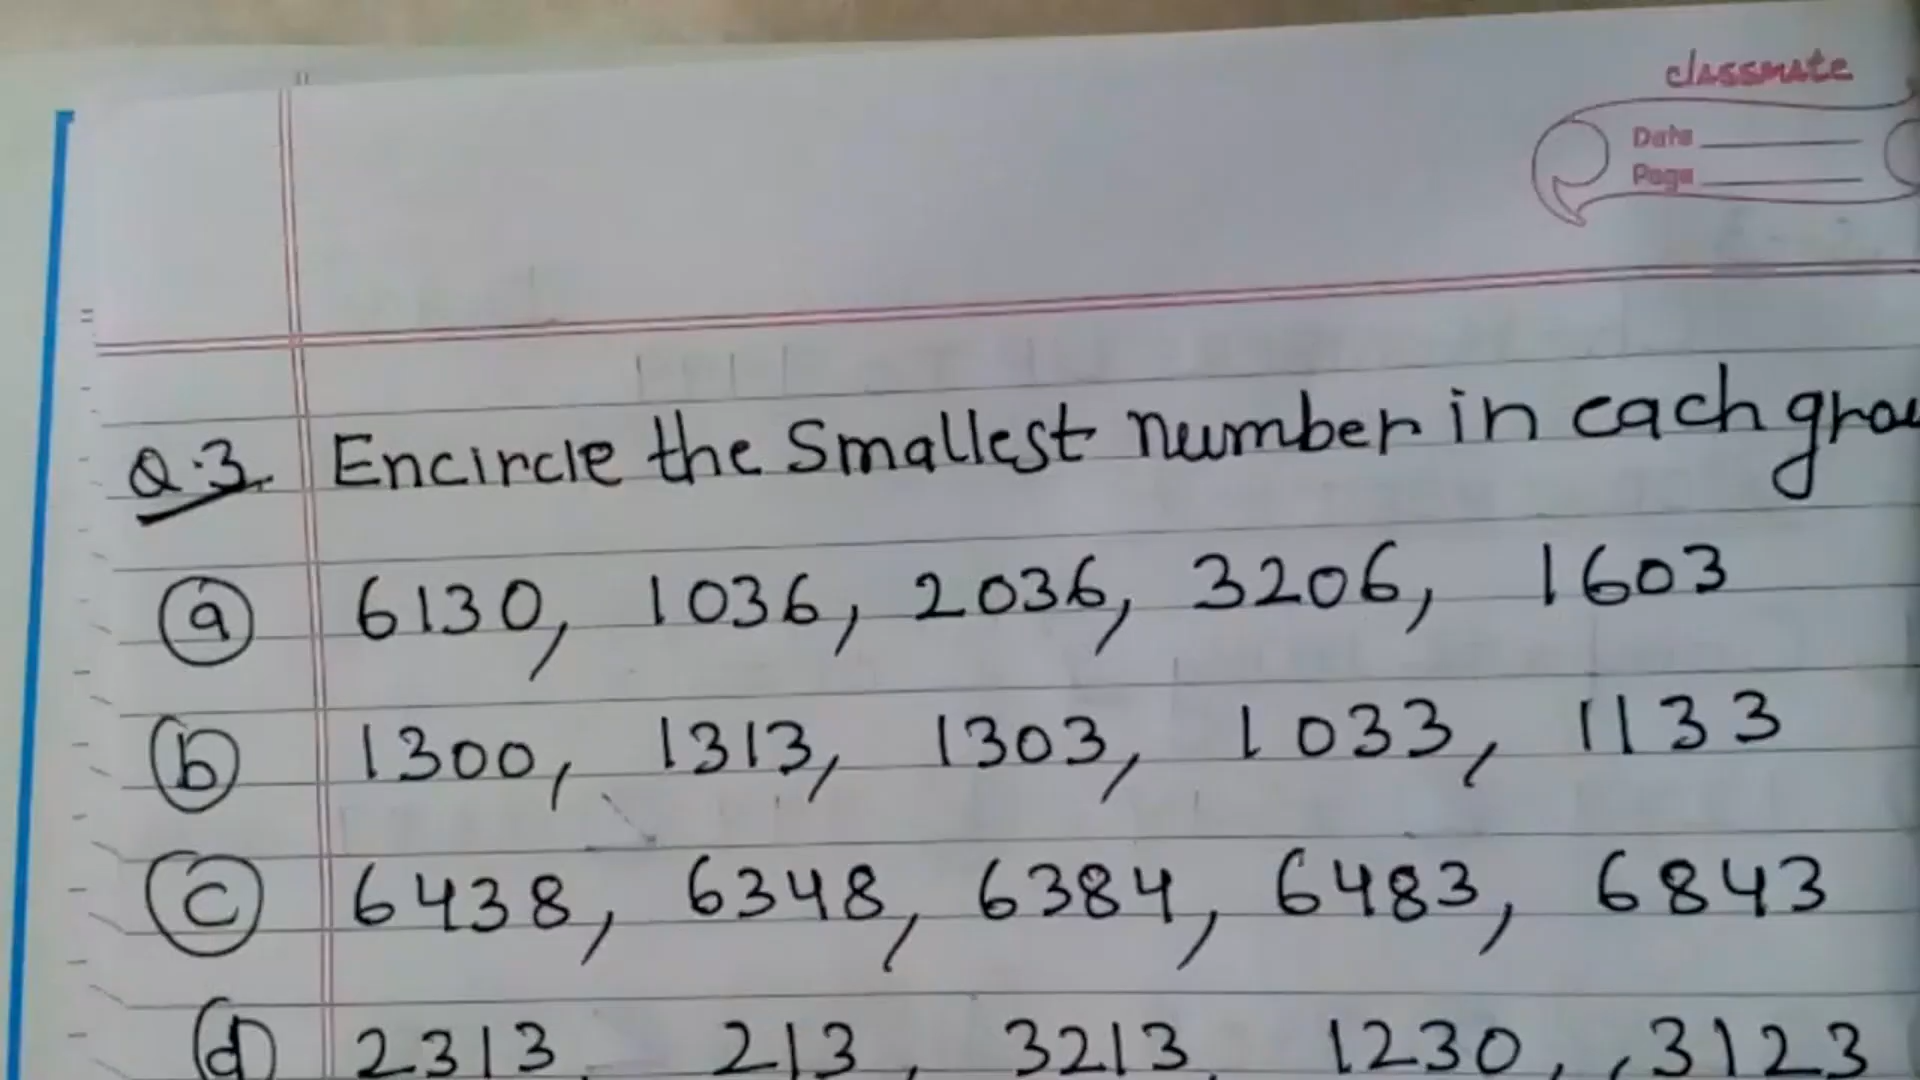 classmate
Date
Page
Q.3. Encircle the Smallest number in each grou
a 6130, 1036, 2036, 3206, 1603
b 1300, 1313, 1303, 1033, 1133
c 6438, 6348, 6384, 6483, 6843
d 2313, 213, 3213, 1230, 3123